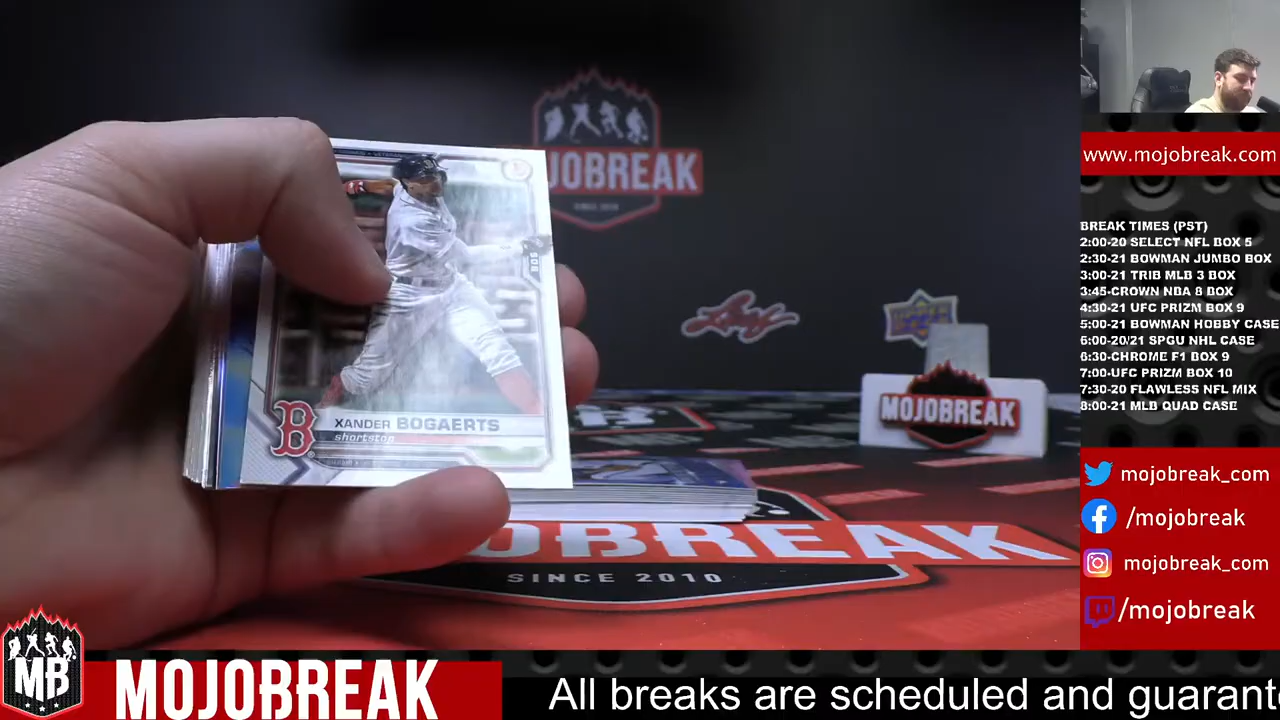 MOJOBREAK
SINCE 2010
BOS
XANDER BOGAERTS
shortstop
B
Leaf
MOJOBREAK
MOJOBREAK
SINCE 2010
www.mojobreak.com
BREAK TIMES (PST)
2:00-20 SELECT NFL BOX 5
2:30-21 BOWMAN JUMBO BOX
3:00-21 TRIB MLB 3 BOX
3:45-CROWN NBA 8 BOX
4:30-21 UFC PRIZM BOX 9
5:00-21 BOWMAN HOBBY CASE
6:00-20/21 SPGU NHL CASE
6:30-CHROME F1 BOX 9
7:00-UFC PRIZM BOX 10
7:30-20 FLAWLESS NFL MIX
8:00-21 MLB QUAD CASE
mojobreak_com
/mojobreak
mojobreak_com
/mojobreak
MB
MOJOBREAK
All breaks are scheduled and guarant